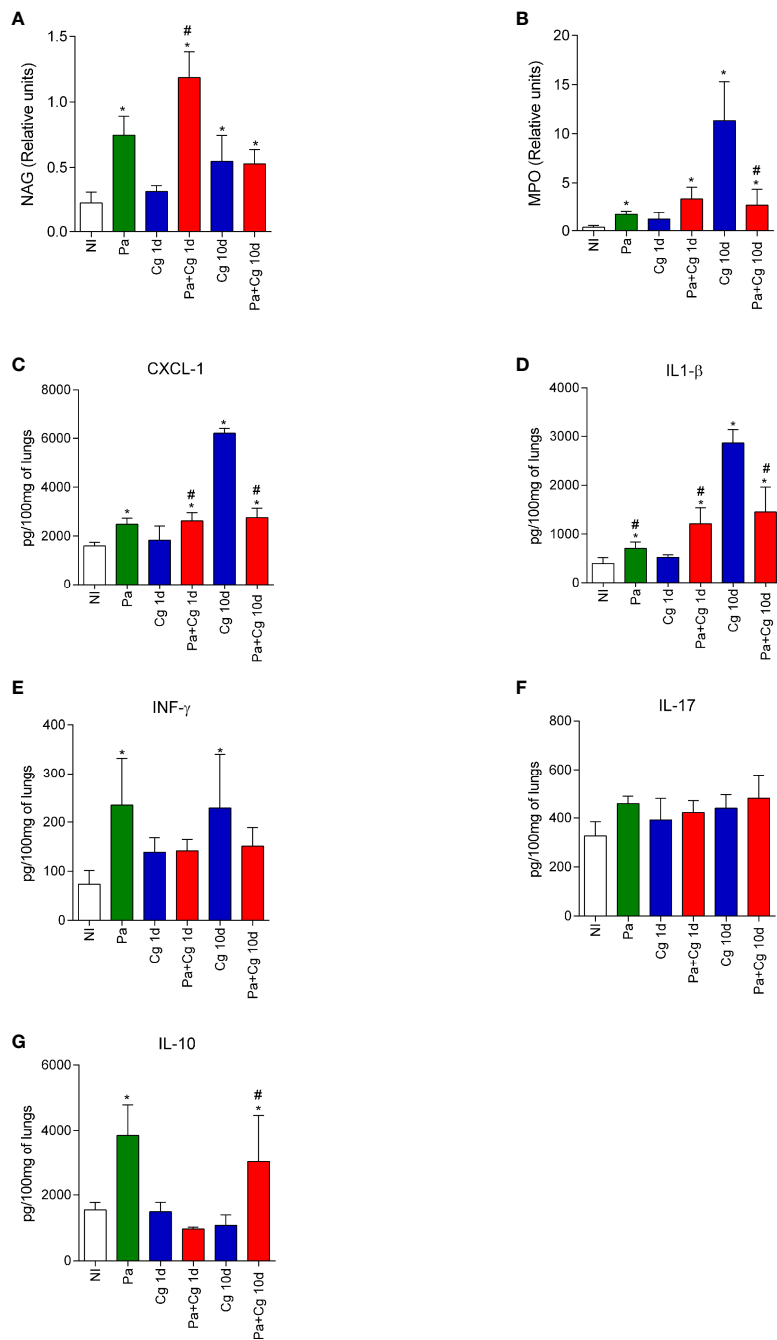 A
NAG (Relative units)
1.5
1.0
0.5
0.0
*
#
*
*
*
NI
Pa
Cg 1d
Pa+Cg 1d
Cg 10d
Pa+Cg 10d
B
MPO (Relative units)
20
15
10
5
0
*
*
*
#
*
NI
Pa
Cg 1d
Pa+Cg 1d
Cg 10d
Pa+Cg 10d
C
CXCL-1
pg/100mg of lungs
8000
6000
4000
2000
0
*
#
*
*
#
*
NI
Pa
Cg 1d
Pa+Cg 1d
Cg 10d
Pa+Cg 10d
D
IL1-β
pg/100mg of lungs
4000
3000
2000
1000
0
#
*
#
*
*
#
*
NI
Pa
Cg 1d
Pa+Cg 1d
Cg 10d
Pa+Cg 10d
E
INF-γ
pg/100mg of lungs
400
300
200
100
0
*
*
NI
Pa
Cg 1d
Pa+Cg 1d
Cg 10d
Pa+Cg 10d
F
IL-17
pg/100mg of lungs
800
600
400
200
0
NI
Pa
Cg 1d
Pa+Cg 1d
Cg 10d
Pa+Cg 10d
G
IL-10
pg/100mg of lungs
6000
4000
2000
0
*
#
*
NI
Pa
Cg 1d
Pa+Cg 1d
Cg 10d
Pa+Cg 10d